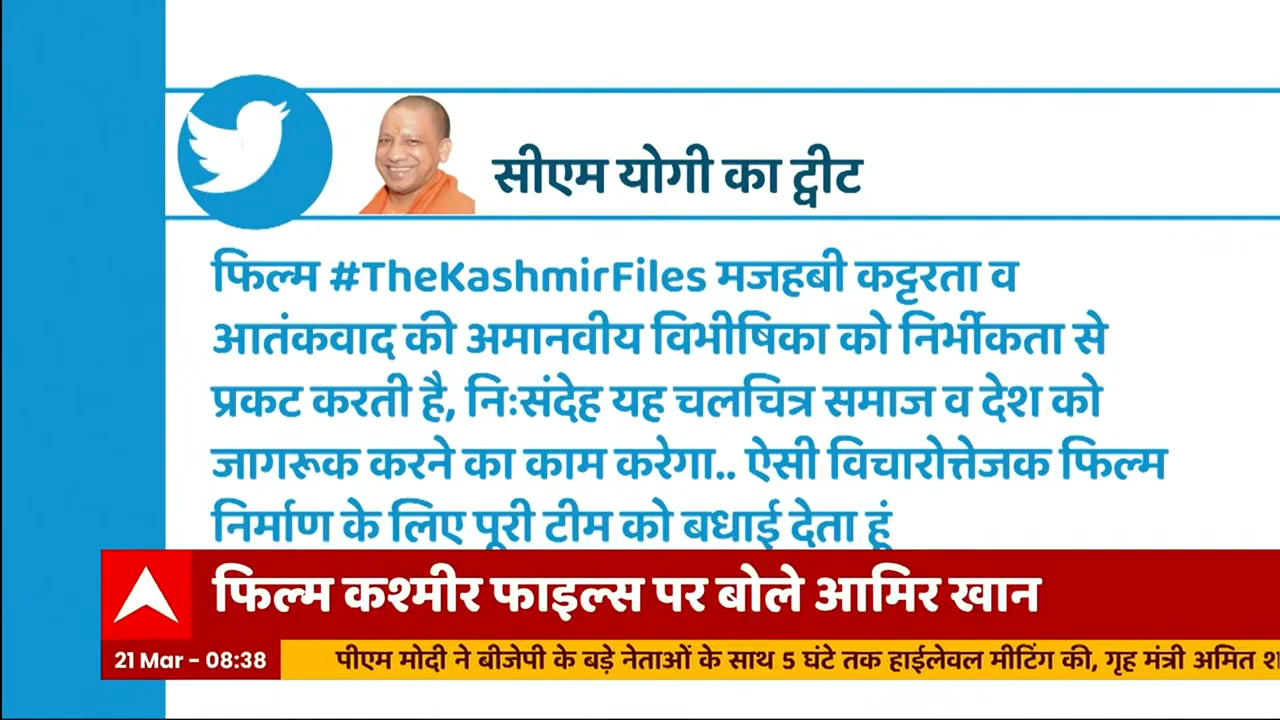 सीएम योगी का ट्वीट
फिल्म #TheKashmirFiles मजहबी कट्टरता व
आतंकवाद की अमानवीय विभीषिका को निर्भीकता से
प्रकट करती है, निःसंदेह यह चलचित्र समाज व देश को
जागरूक करने का काम करेगा.. ऐसी विचारोत्तेजक फिल्म
निर्माण के लिए पूरी टीम को बधाई देता हूं
फिल्म कश्मीर फाइल्स पर बोले आमिर खान
21 Mar - 08:38
पीएम मोदी ने बीजेपी के बड़े नेताओं के साथ 5 घंटे तक हाईलेवल मीटिंग की, गृह मंत्री अमित